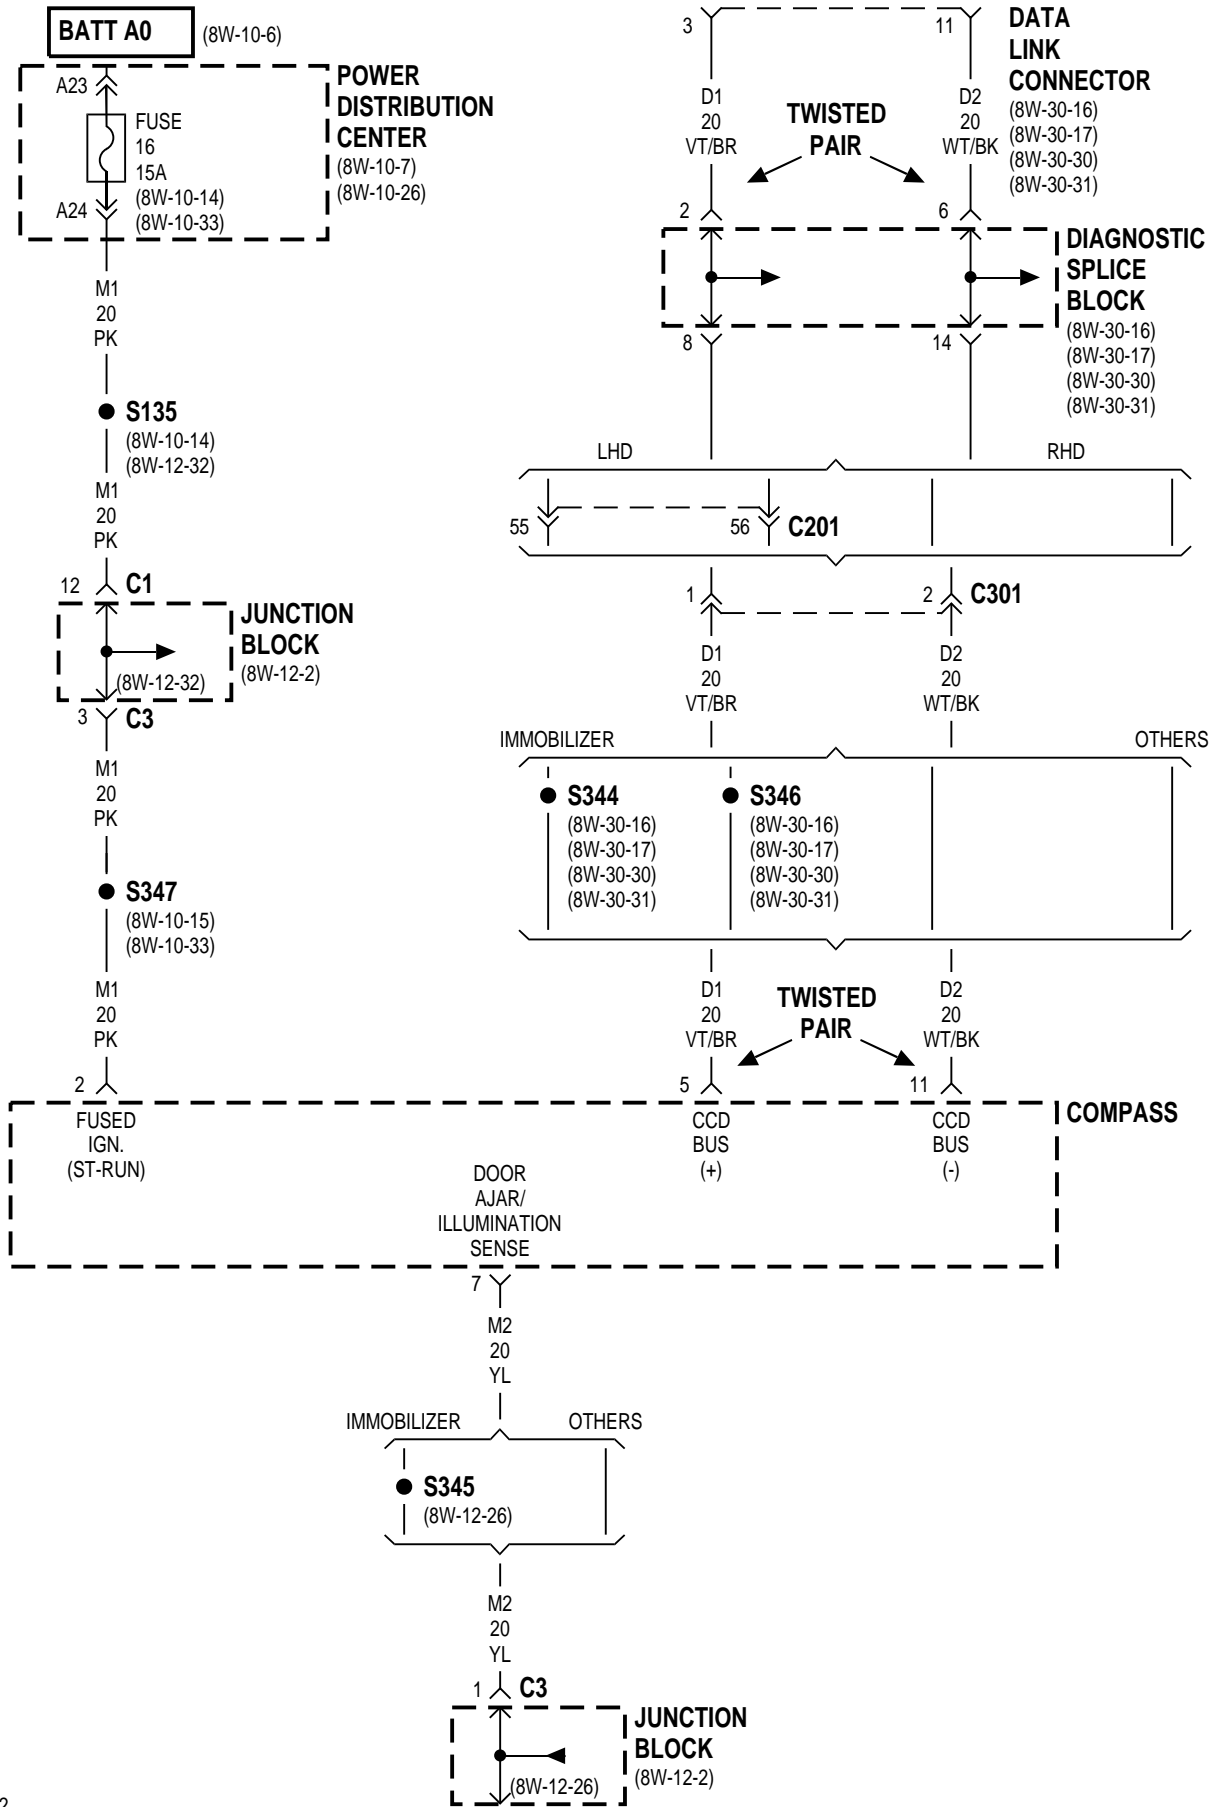 BATT A0
(8W-10-6)
A23
FUSE
16
15A
(8W-10-14)
(8W-10-33)
A24
POWER
DISTRIBUTION
CENTER
(8W-10-7)
(8W-10-26)
M1
20
PK
S135
(8W-10-14)
(8W-12-32)
M1
20
PK
12
C1
JUNCTION
BLOCK
(8W-12-2)
(8W-12-32)
3
C3
M1
20
PK
S347
(8W-10-15)
(8W-10-33)
M1
20
PK
2
FUSED
IGN.
(ST-RUN)
3
11
DATA
LINK
CONNECTOR
(8W-30-16)
(8W-30-17)
(8W-30-30)
(8W-30-31)
D1
20
VT/BR
TWISTED
PAIR
D2
20
WT/BK
2
6
DIAGNOSTIC
SPLICE
BLOCK
(8W-30-16)
(8W-30-17)
(8W-30-30)
(8W-30-31)
8
14
LHD
RHD
55
56
C201
1
2
C301
D1
20
VT/BR
D2
20
WT/BK
IMMOBILIZER
OTHERS
S344
(8W-30-16)
(8W-30-17)
(8W-30-30)
(8W-30-31)
S346
(8W-30-16)
(8W-30-17)
(8W-30-30)
(8W-30-31)
D1
20
VT/BR
TWISTED
PAIR
D2
20
WT/BK
5
11
COMPASS
CCD
BUS
(+)
CCD
BUS
(-)
DOOR
AJAR/
ILLUMINATION
SENSE
7
M2
20
YL
IMMOBILIZER
OTHERS
S345
(8W-12-26)
M2
20
YL
1
C3
JUNCTION
BLOCK
(8W-12-2)
(8W-12-26)